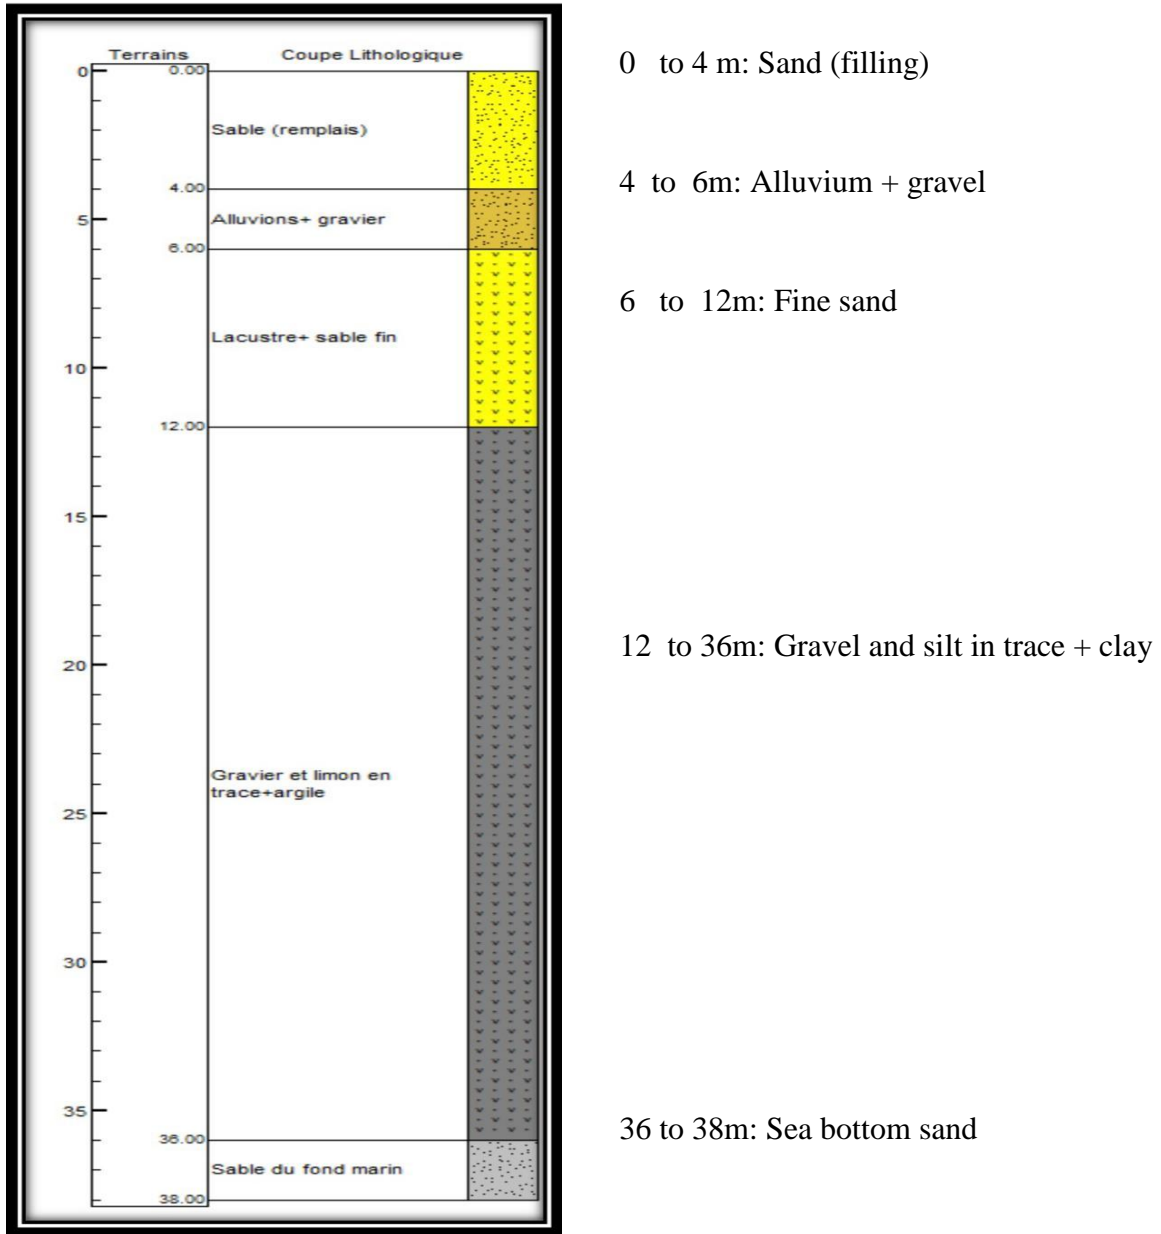 Terrains Coupe Lithologique
0 0.00
Sable (remplais)
4.00
5 Alluvions+ gravier
6.00
Lacustre+ sable fin
10
12.00
15
20
Gravier et limon en
trace+argile
25
30
35
36.00
Sable du fond marin
38.00
0 to 4 m: Sand (filling)
4 to 6m: Alluvium + gravel
6 to 12m: Fine sand
12 to 36m: Gravel and silt in trace + clay
36 to 38m: Sea bottom sand